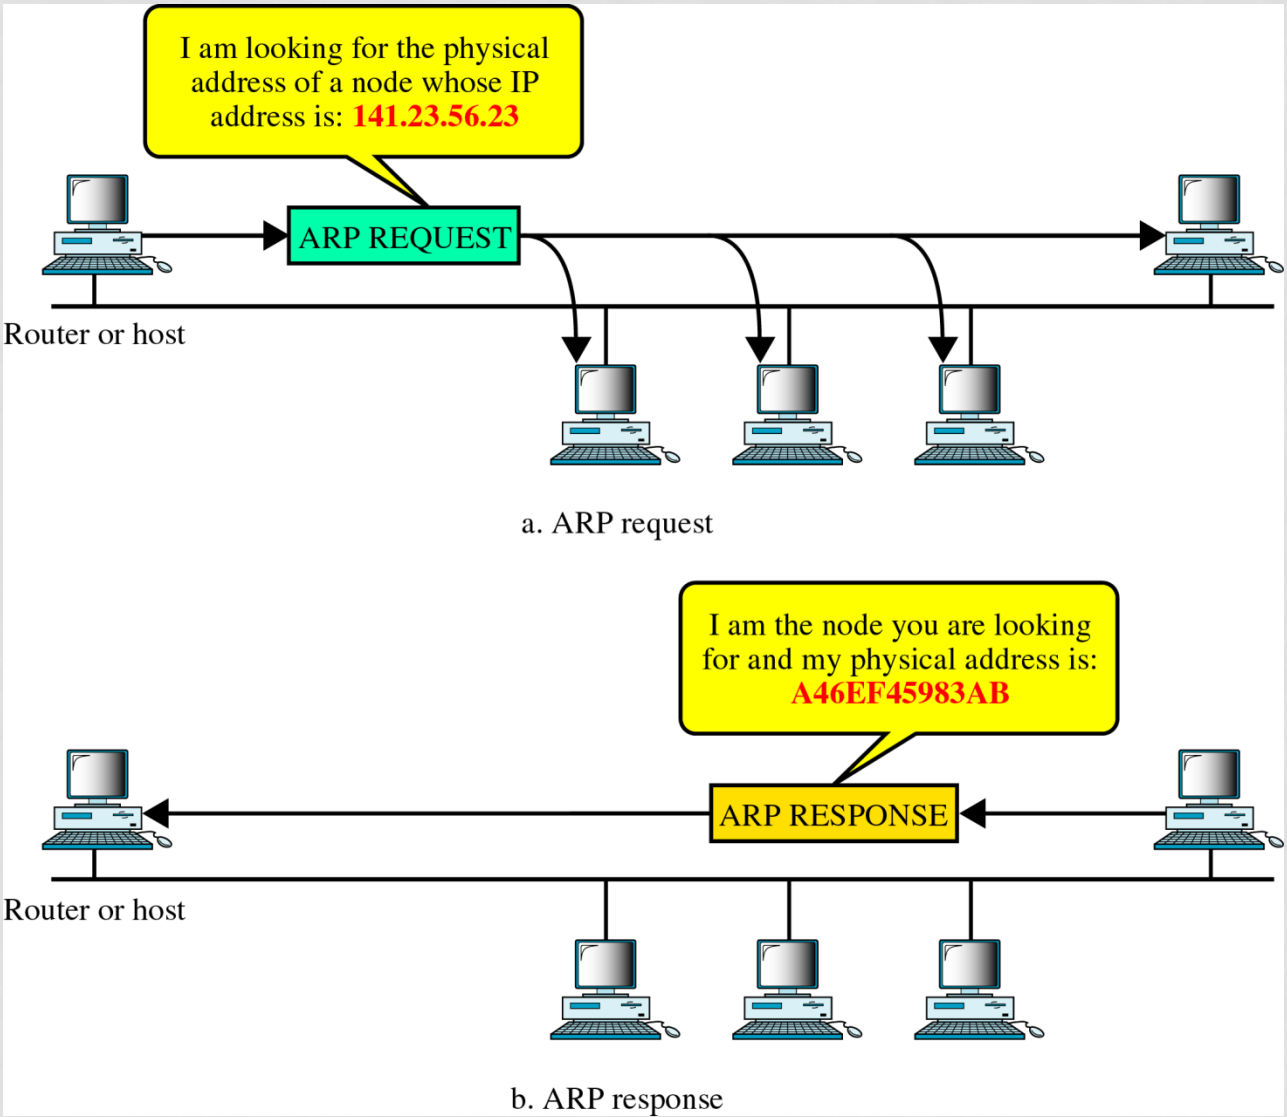 I am looking for the physical
address of a node whose IP
address is: 141.23.56.23
ARP REQUEST
Router or host
a. ARP request
I am the node you are looking
for and my physical address is:
A46EF45983AB
ARP RESPONSE
Router or host
b. ARP response